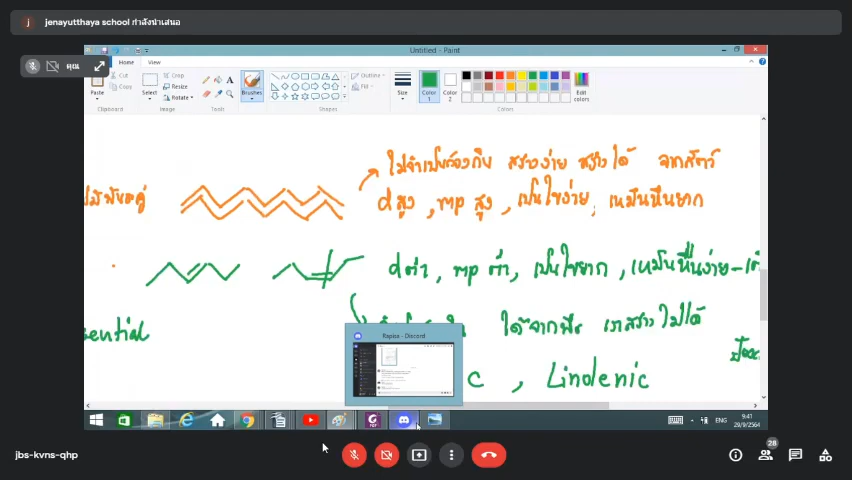 jenayutthaya school กำลังนำเสนอ
คุณ
Untitled - Paint
Home View
Cut
Copy
Paste
Clipboard
Select
Crop
Resize
Rotate
Image
Tools
Brushes
Shapes
Outline
Fill
Size
Color 1
Color 2
Edit colors
ไม่จำเป็นต้องกิน สร้างง่าย สร้างได้ จากสัตว์
d สูง , mp สูง , เป็นไขง่าย , เหม็นหืนยาก
d ต่ำ , mp ต่ำ , เป็นไขยาก , เหม็นหืนง่าย -
sential
ได้จากพืช เราสร้างไม่ได้
c , Linolenic
Rapize - Discord
ENG
9:41
29/9/2564
jbs-kvns-qhp
28